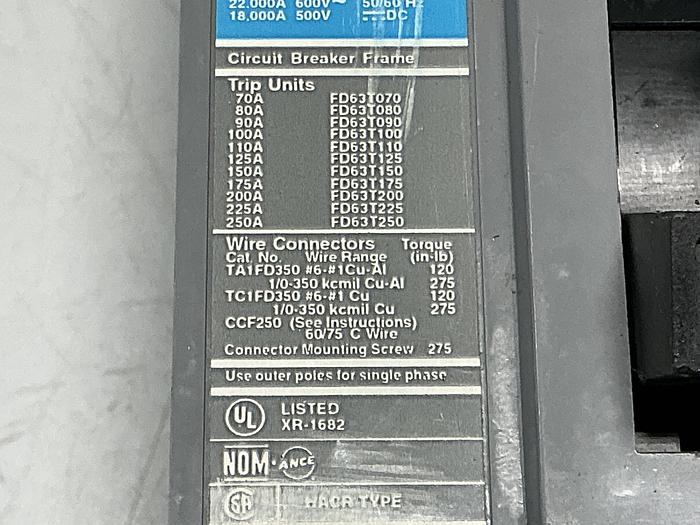 22,000A 600V~ 50/60 Hz
18,000A 500V DC
Circuit Breaker Frame
Trip Units
70A FD63T070
80A FD63T080
90A FD63T090
100A FD63T100
110A FD63T110
125A FD63T125
150A FD63T150
175A FD63T175
200A FD63T200
225A FD63T225
250A FD63T250
Wire Connectors Torque
Cat. No. Wire Range (in-lb)
TA1FD350 #6-#1Cu-Al 120
1/0-350 kcmil Cu-Al 275
TC1FD350 #6-#1 Cu 120
1/0-350 kcmil Cu 275
CCF250 (See Instructions)
60/75 C Wire
Connector Mounting Screw 275
Use outer poles for single phase
UL LISTED
XR-1682
NOM-ANCE
SA HACR TYPE